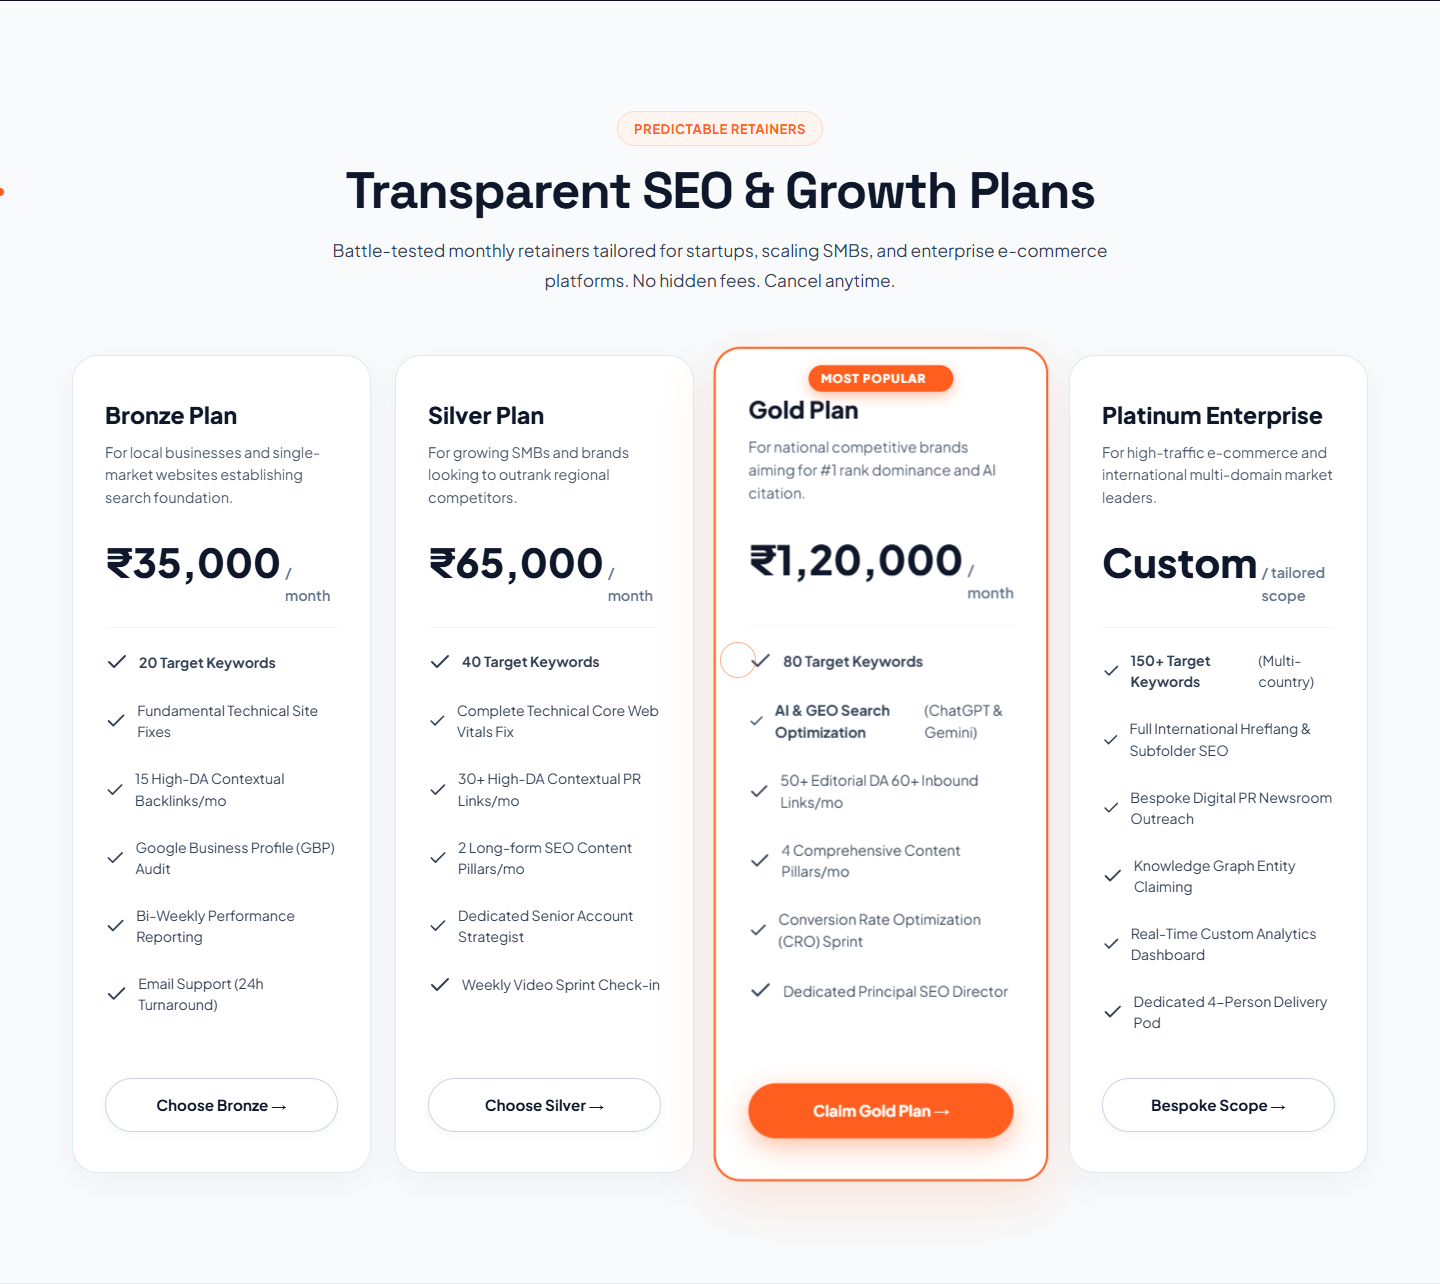 PREDICTABLE RETAINERS
Transparent SEO & Growth Plans
Battle-tested monthly retainers tailored for startups, scaling SMBs, and enterprise e-commerce
platforms. No hidden fees. Cancel anytime.
Bronze Plan
For local businesses and single-
market websites establishing
search foundation.
₹35,000 /
month
20 Target Keywords
Fundamental Technical Site
Fixes
15 High-DA Contextual
Backlinks/mo
Google Business Profile (GBP)
Audit
Bi-Weekly Performance
Reporting
Email Support (24h
Turnaround)
Choose Bronze →
Silver Plan
For growing SMBs and brands
looking to outrank regional
competitors.
₹65,000 /
month
40 Target Keywords
Complete Technical Core Web
Vitals Fix
30+ High-DA Contextual PR
Links/mo
2 Long-form SEO Content
Pillars/mo
Dedicated Senior Account
Strategist
Weekly Video Sprint Check-in
Choose Silver →
MOST POPULAR
Gold Plan
For national competitive brands
aiming for #1 rank dominance and AI
citation.
₹1,20,000 /
month
80 Target Keywords
AI & GEO Search (ChatGPT &
Optimization Gemini)
50+ Editorial DA 60+ Inbound
Links/mo
4 Comprehensive Content
Pillars/mo
Conversion Rate Optimization
(CRO) Sprint
Dedicated Principal SEO Director
Claim Gold Plan →
Platinum Enterprise
For high-traffic e-commerce and
international multi-domain market
leaders.
Custom / tailored
scope
150+ Target (Multi-
Keywords country)
Full International Hreflang &
Subfolder SEO
Bespoke Digital PR Newsroom
Outreach
Knowledge Graph Entity
Claiming
Real-Time Custom Analytics
Dashboard
Dedicated 4-Person Delivery
Pod
Bespoke Scope →